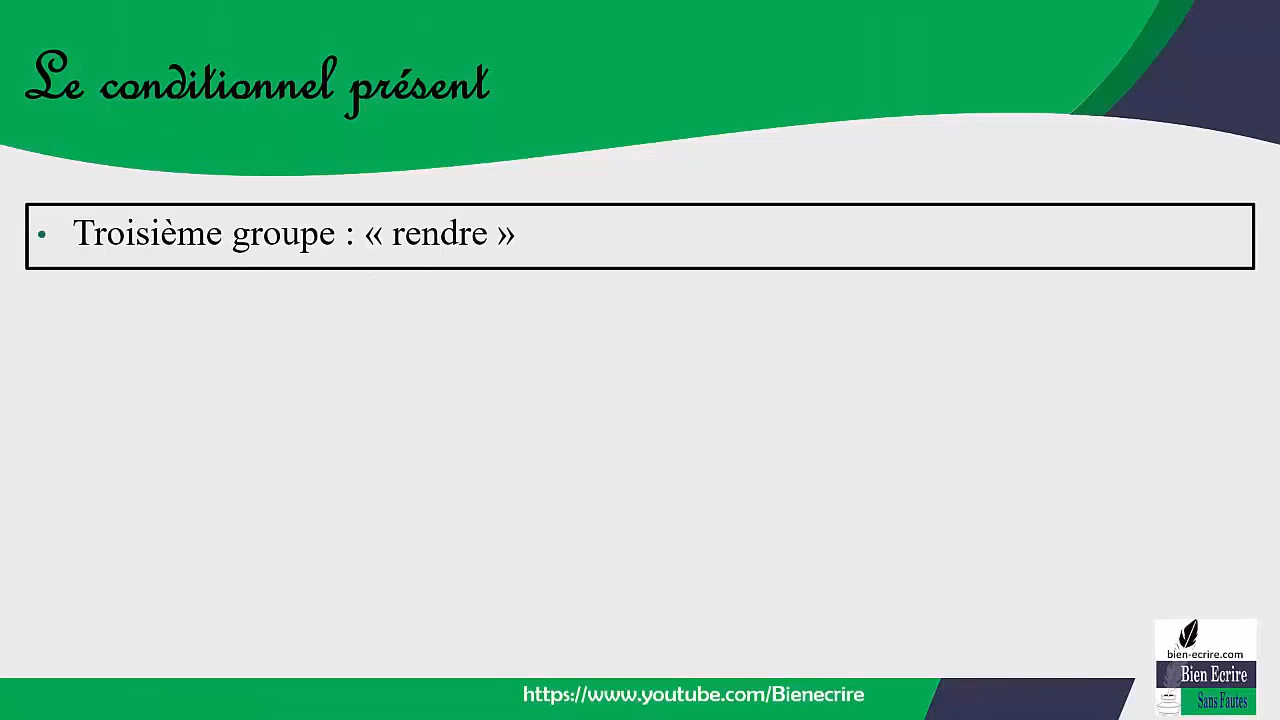 Le conditionnel présent
• Troisième groupe : « rendre »
bien-ecrire.com
Bien Ecrire
Sans Fautes
https://www.youtube.com/Bienecrire